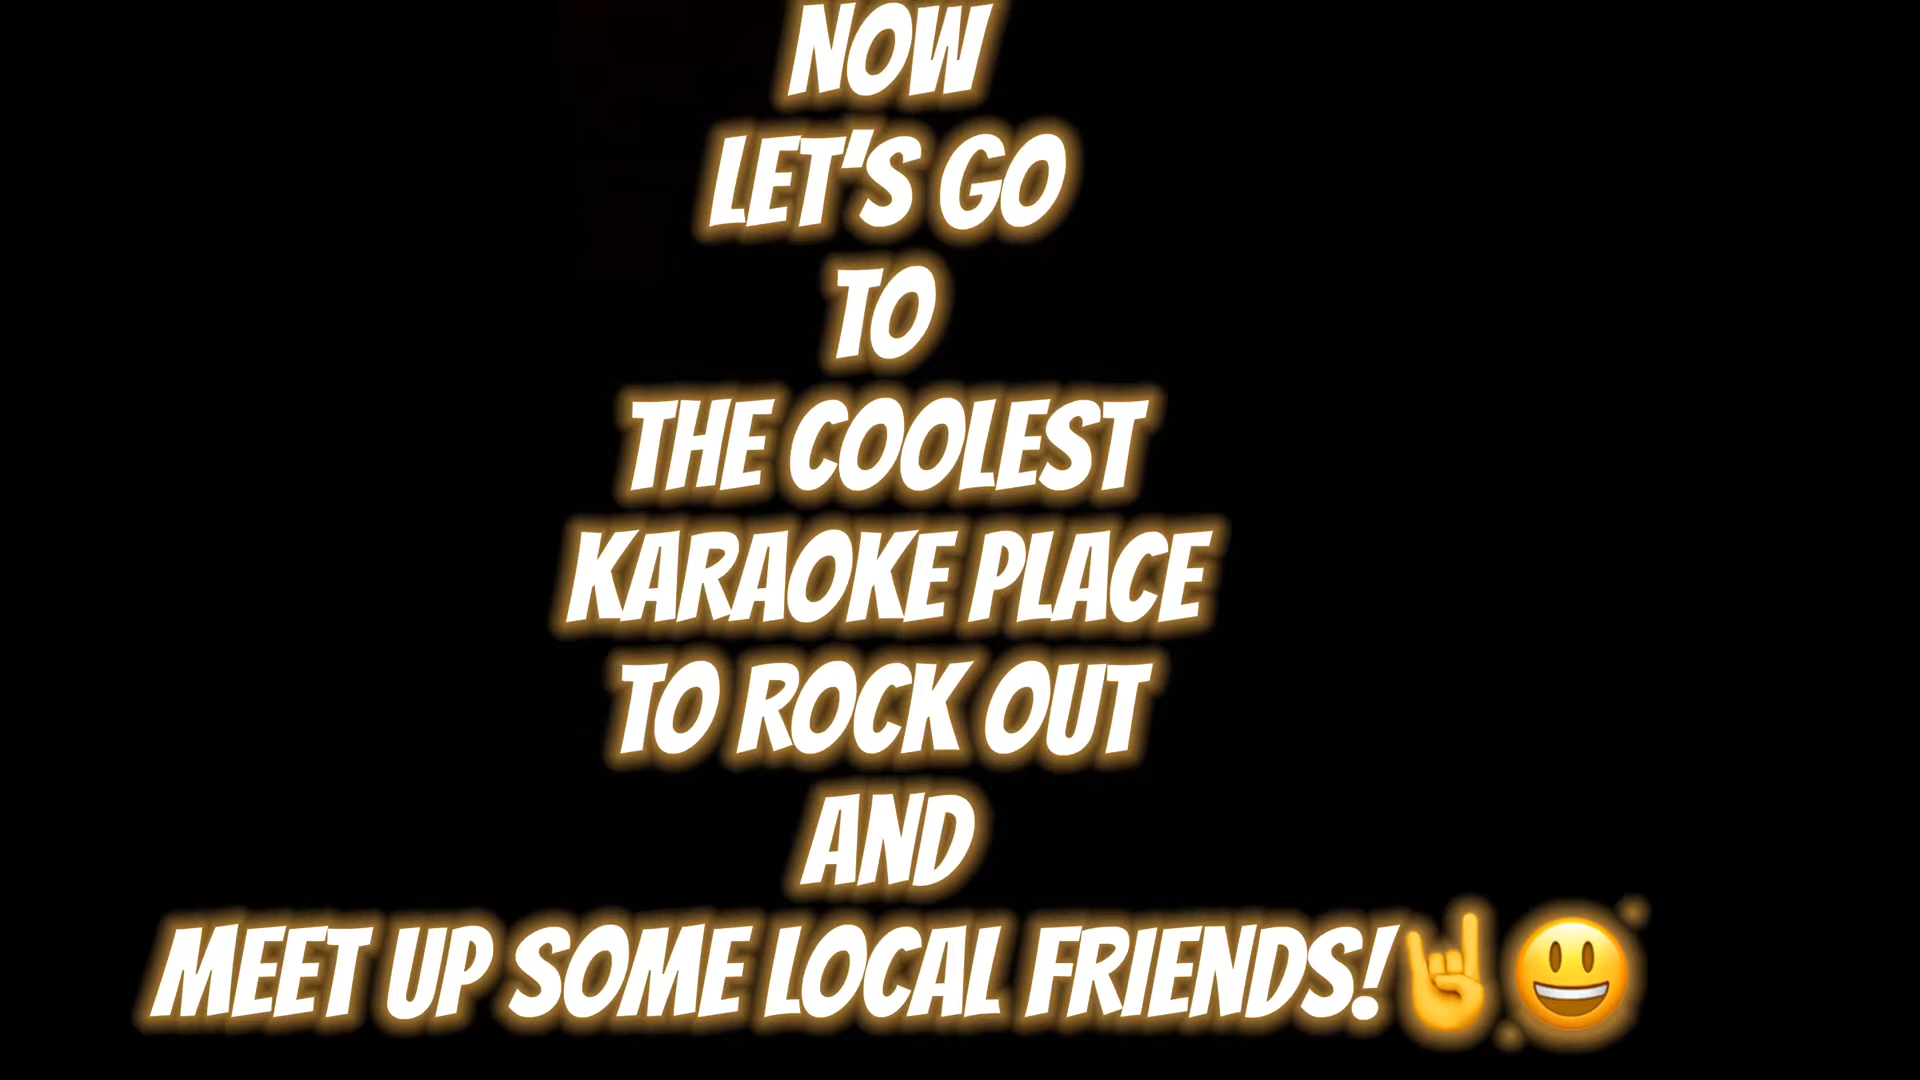 NOW
LET'S GO
TO
THE COOLEST
KARAOKE PLACE
TO ROCK OUT
AND
MEET UP SOME LOCAL FRIENDS!🤘😃